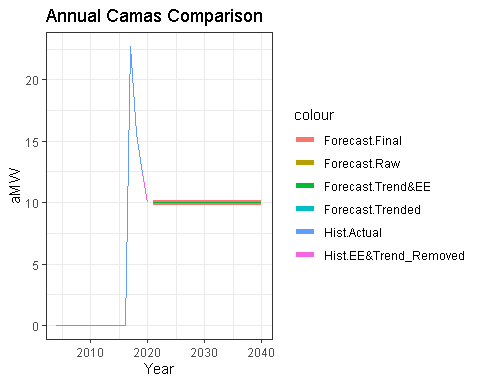 Annual Camas Comparison
20
15
10
5
0
aMW
2010
2020
2030
2040
Year
colour
Forecast.Final
Forecast.Raw
Forecast.Trend&EE
Forecast.Trended
Hist.Actual
Hist.EE&Trend_Removed